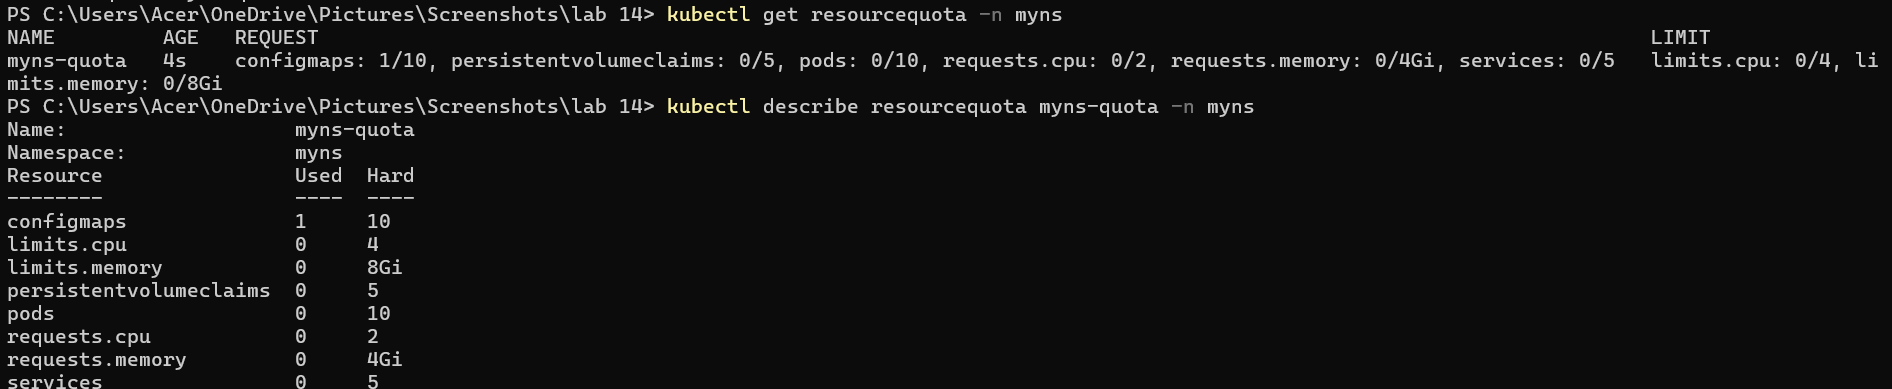 PS C:\Users\Acer\OneDrive\Pictures\Screenshots\lab 14> kubectl get resourcequota -n myns
NAME         AGE   REQUEST                                                                                                               LIMIT
myns-quota   4s    configmaps: 1/10, persistentvolumeclaims: 0/5, pods: 0/10, requests.cpu: 0/2, requests.memory: 0/4Gi, services: 0/5   limits.cpu: 0/4, li
mits.memory: 0/8Gi
PS C:\Users\Acer\OneDrive\Pictures\Screenshots\lab 14> kubectl describe resourcequota myns-quota -n myns
Name:                   myns-quota
Namespace:              myns
Resource                Used  Hard
--------                ----  ----
configmaps              1     10
limits.cpu              0     4
limits.memory           0     8Gi
persistentvolumeclaims  0     5
pods                    0     10
requests.cpu            0     2
requests.memory         0     4Gi
services                0     5